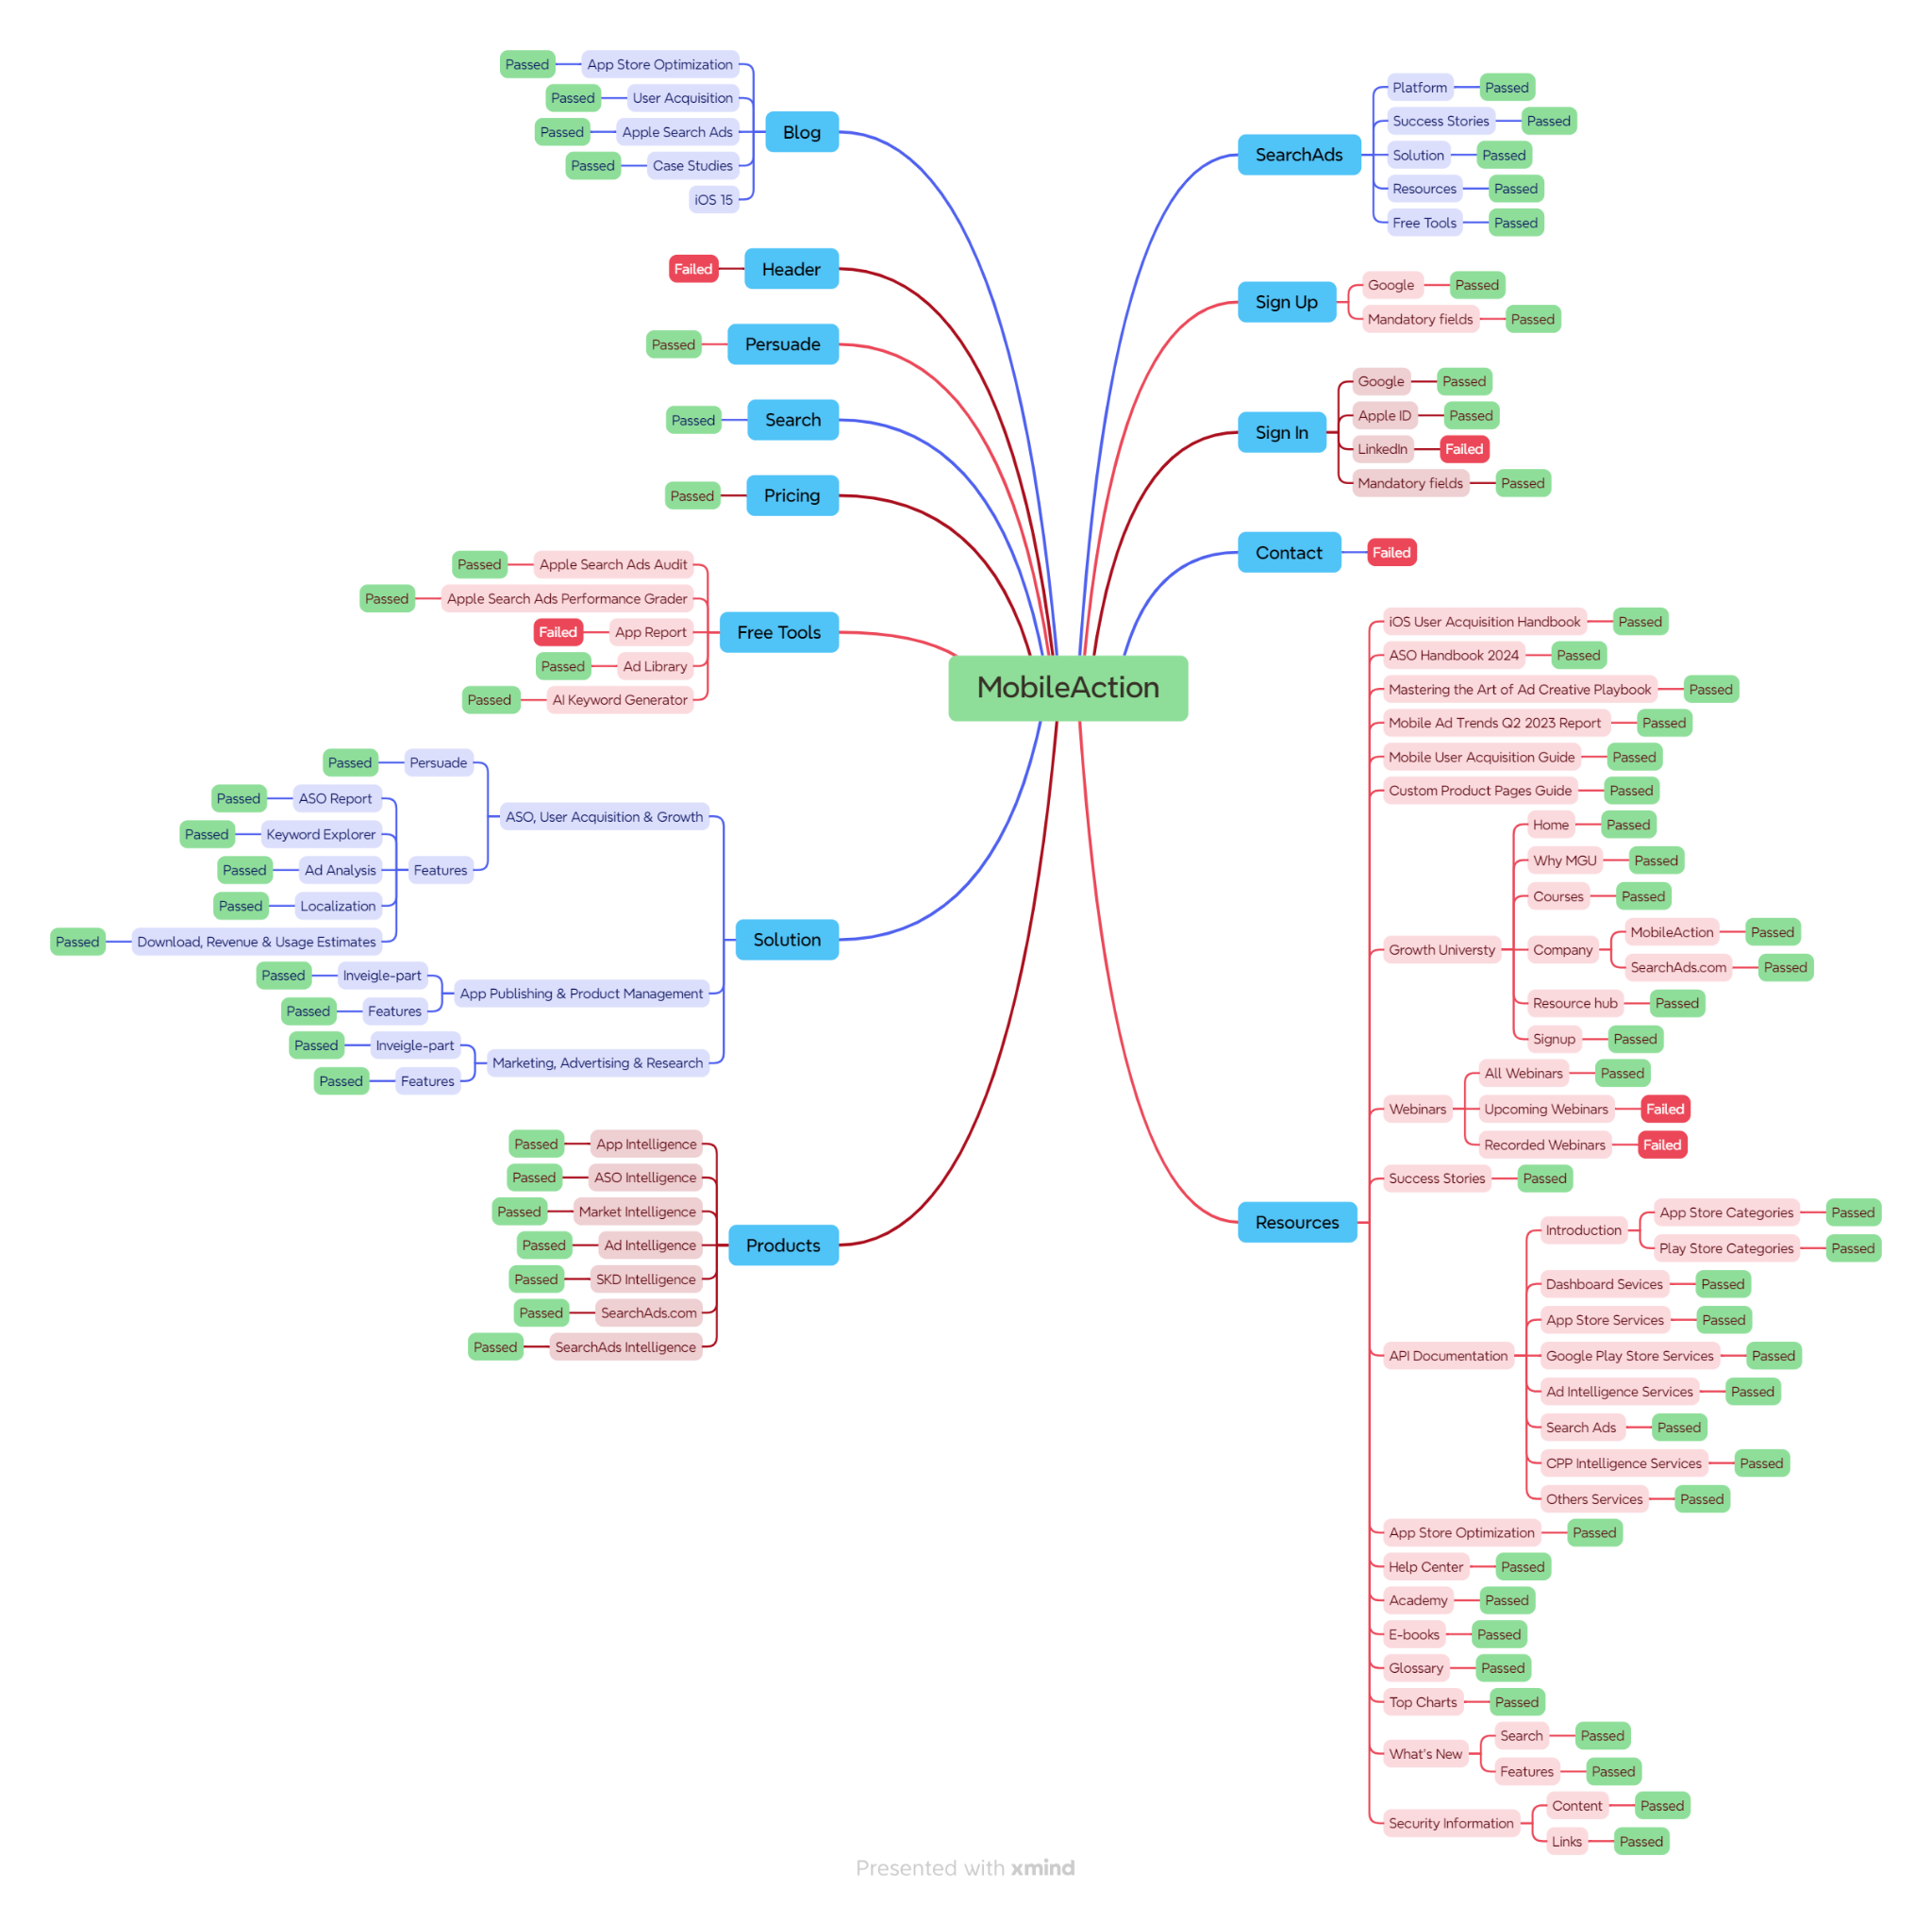 MobileAction
SearchAds
Platform
Passed
Success Stories
Passed
Solution
Passed
Resources
Passed
Free Tools
Passed
Sign Up
Google
Passed
Mandatory fields
Passed
Sign In
Google
Passed
Apple ID
Passed
LinkedIn
Failed
Mandatory fields
Passed
Contact
Failed
Resources
iOS User Acquisition Handbook
Passed
ASO Handbook 2024
Passed
Mastering the Art of Ad Creative Playbook
Passed
Mobile Ad Trends Q2 2023 Report
Passed
Mobile User Acquisition Guide
Passed
Custom Product Pages Guide
Passed
Growth Universty
Home
Passed
Why MGU
Passed
Courses
Passed
Company
MobileAction
Passed
SearchAds.com
Passed
Resource hub
Passed
Signup
Passed
Webinars
All Webinars
Passed
Upcoming Webinars
Failed
Recorded Webinars
Failed
Success Stories
Passed
API Documentation
Introduction
App Store Categories
Passed
Play Store Categories
Passed
Dashboard Sevices
Passed
App Store Services
Passed
Google Play Store Services
Passed
Ad Intelligence Services
Passed
Search Ads
Passed
CPP Intelligence Services
Passed
Others Services
Passed
App Store Optimization
Passed
Help Center
Passed
Academy
Passed
E-books
Passed
Glossary
Passed
Top Charts
Passed
What's New
Search
Passed
Features
Passed
Security Information
Content
Passed
Links
Passed
Blog
App Store Optimization
Passed
User Acquisition
Passed
Apple Search Ads
Passed
Case Studies
Passed
iOS 15
Header
Failed
Persuade
Passed
Search
Passed
Pricing
Passed
Free Tools
Apple Search Ads Audit
Passed
Apple Search Ads Performance Grader
Passed
App Report
Failed
Ad Library
Passed
AI Keyword Generator
Passed
Solution
ASO, User Acquisition & Growth
Persuade
Passed
Features
ASO Report
Passed
Keyword Explorer
Passed
Ad Analysis
Passed
Localization
Passed
Download, Revenue & Usage Estimates
Passed
App Publishing & Product Management
Inveigle-part
Passed
Features
Passed
Marketing, Advertising & Research
Inveigle-part
Passed
Features
Passed
Products
App Intelligence
Passed
ASO Intelligence
Passed
Market Intelligence
Passed
Ad Intelligence
Passed
SKD Intelligence
Passed
SearchAds.com
Passed
SearchAds Intelligence
Passed
Presented with xmind